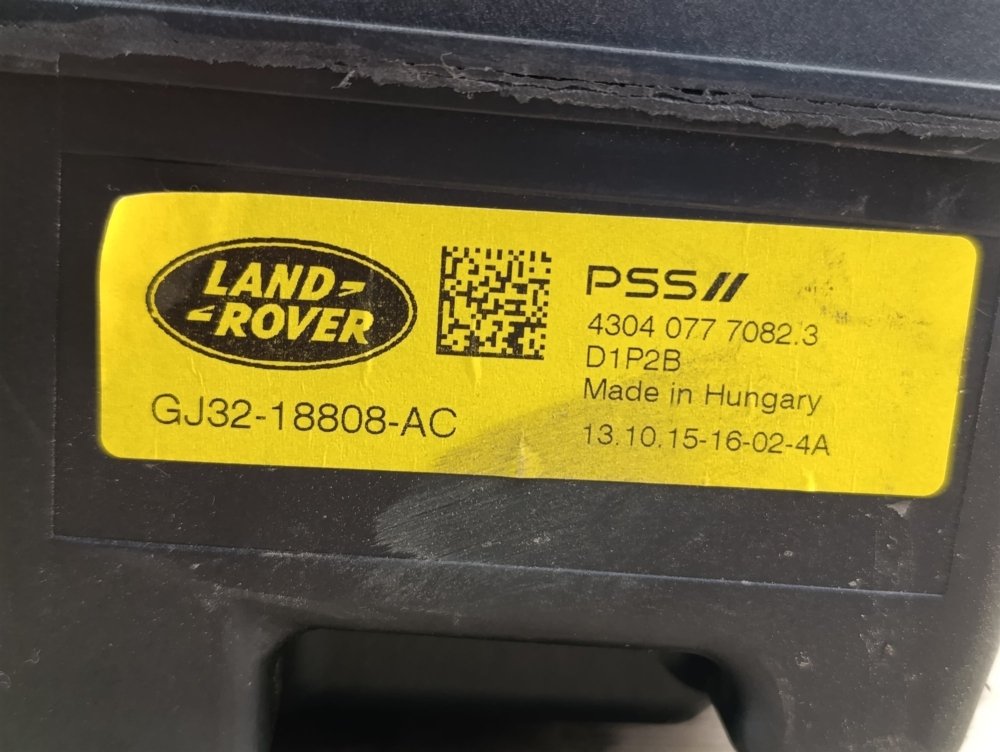 LAND
ROVER
GJ32-18808-AC
PSS//
4304 077 7082.3
D1P2B
Made in Hungary
13.10.15-16-02-4A